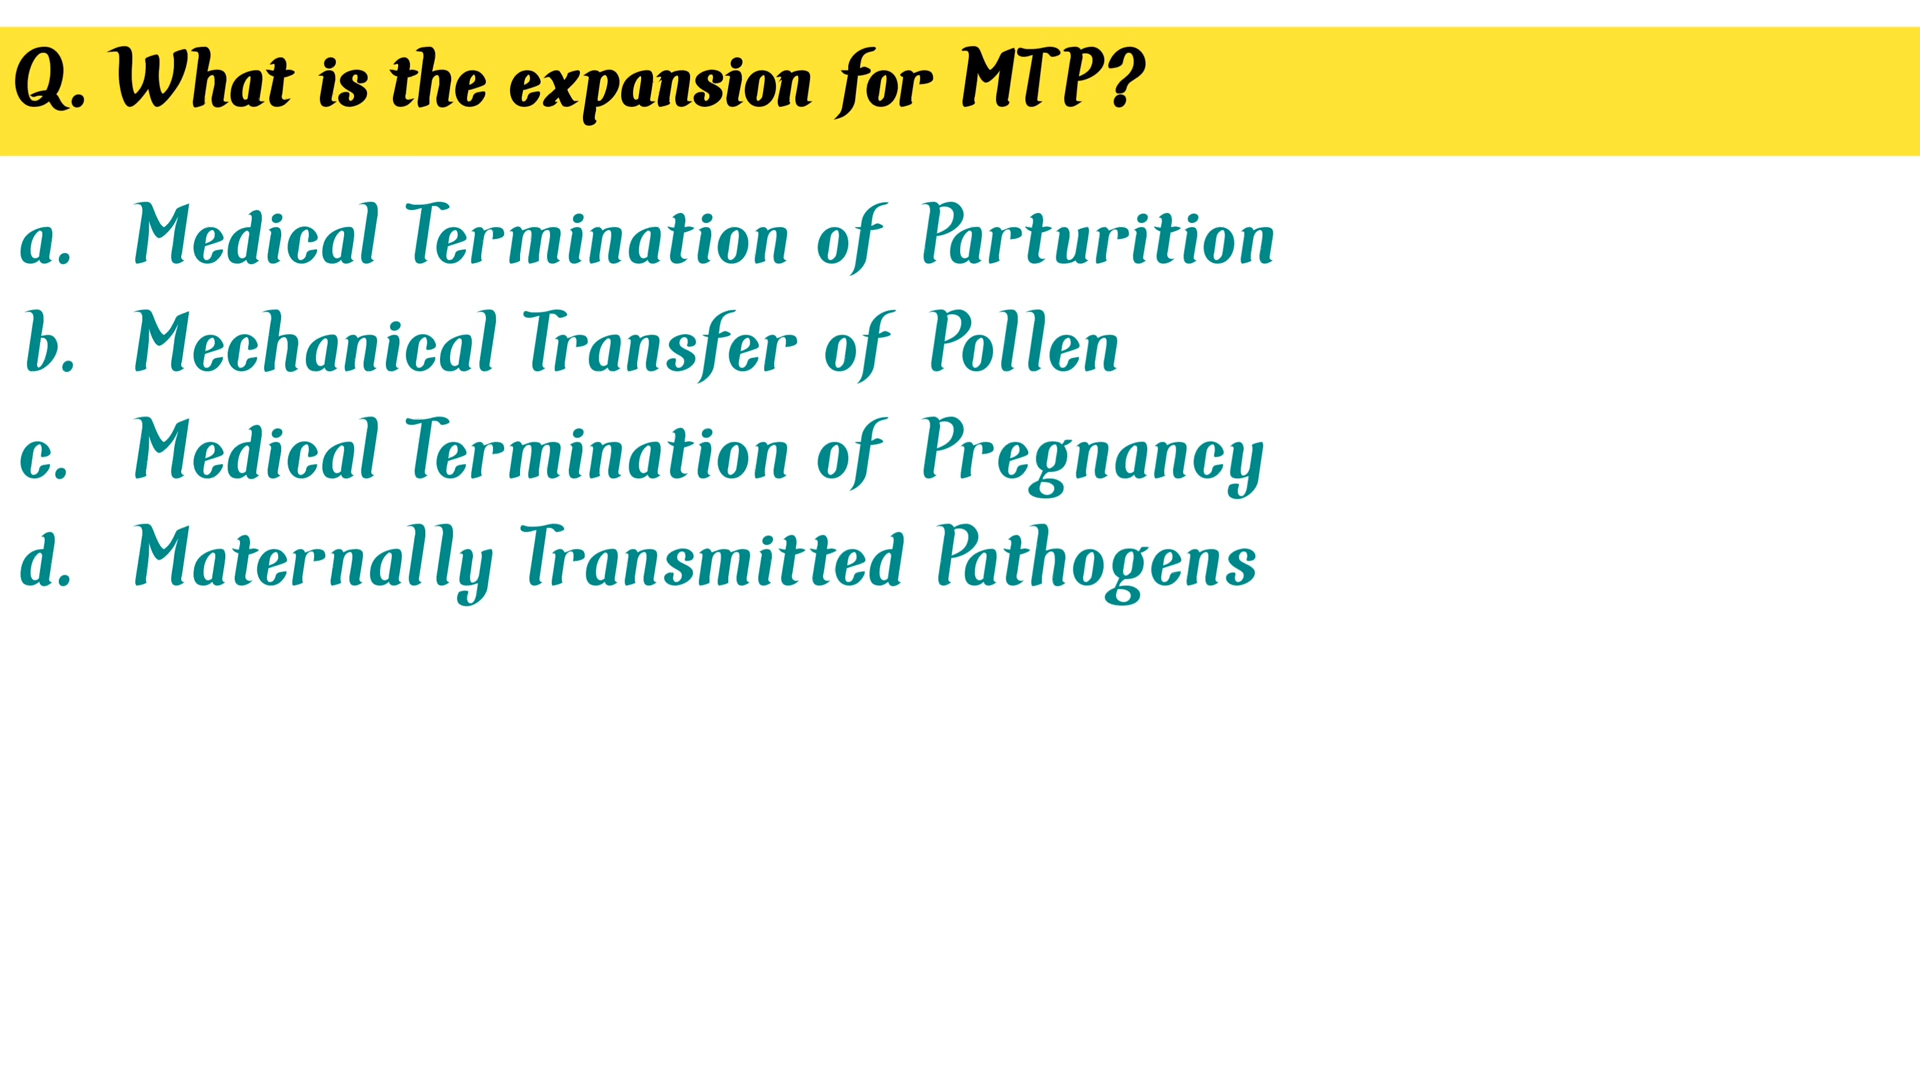 Q. What is the expansion for MTP?
a. Medical Termination of Parturition
b. Mechanical Transfer of Pollen
c. Medical Termination of Pregnancy
d. Maternally Transmitted Pathogens